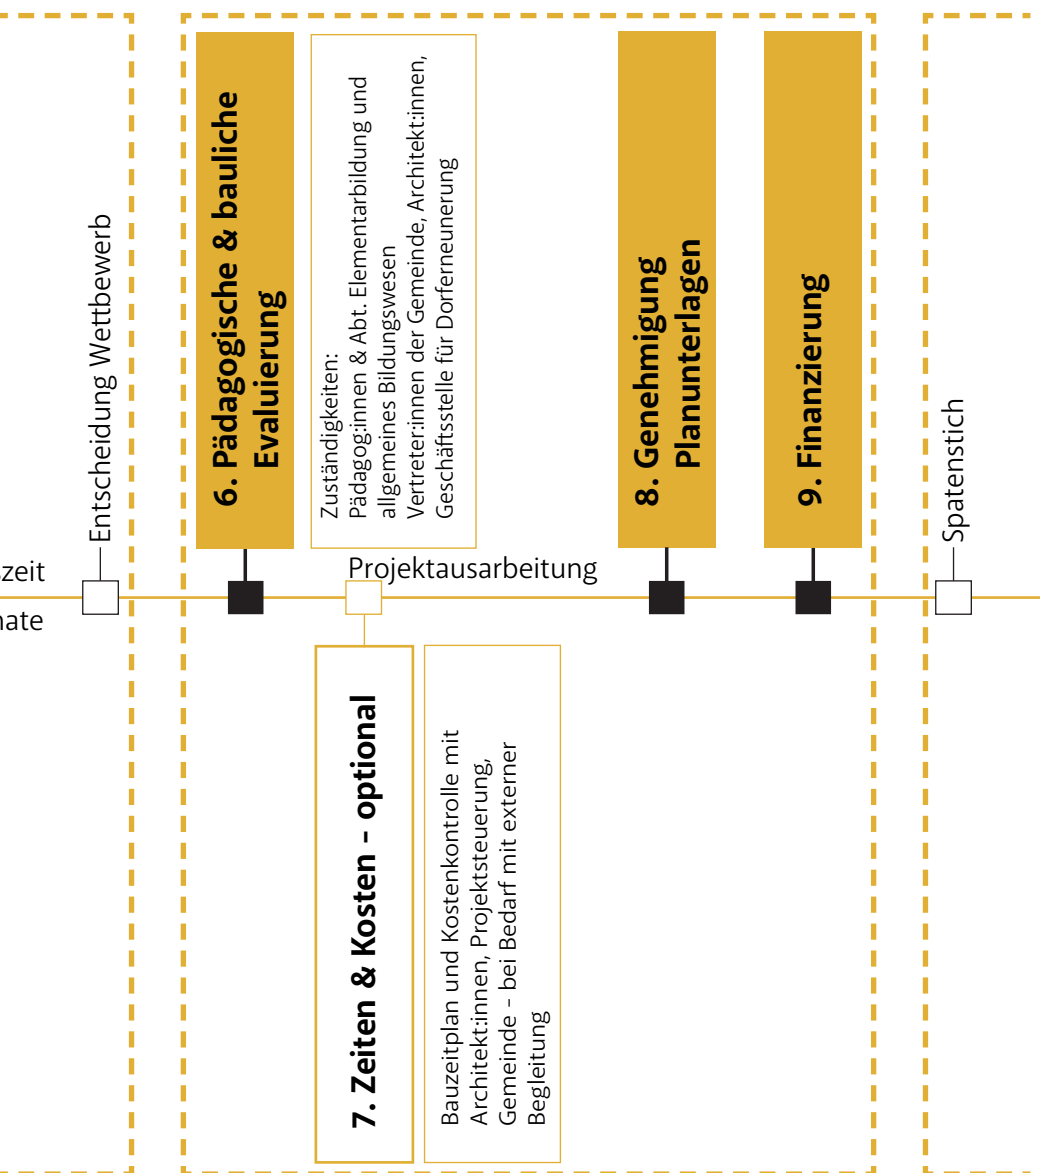 zeit
nate
Entscheidung Wettbewerb
6. Pädagogische & bauliche
Evaluierung
Zuständigkeiten:
Pädagog:innen & Abt. Elementarbildung und
allgemeines Bildungswesen
Vertreter:innen der Gemeinde, Architekt:innen,
Geschäftsstelle für Dorferneunerung
Projektausarbeitung
7. Zeiten & Kosten – optional
Bauzeitplan und Kostenkontrolle mit
Architekt:innen, Projektsteuerung,
Gemeinde – bei Bedarf mit externer
Begleitung
8. Genehmigung
Planunterlagen
9. Finanzierung
Spatenstich